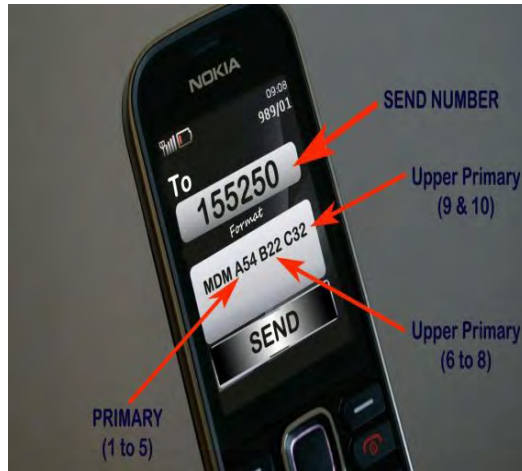 NOKIA
09:08
989/01
To
155250
Format
MDM A54 B22 C32
SEND
SEND NUMBER
Upper Primary
(9 & 10)
Upper Primary
(6 to 8)
PRIMARY
(1 to 5)